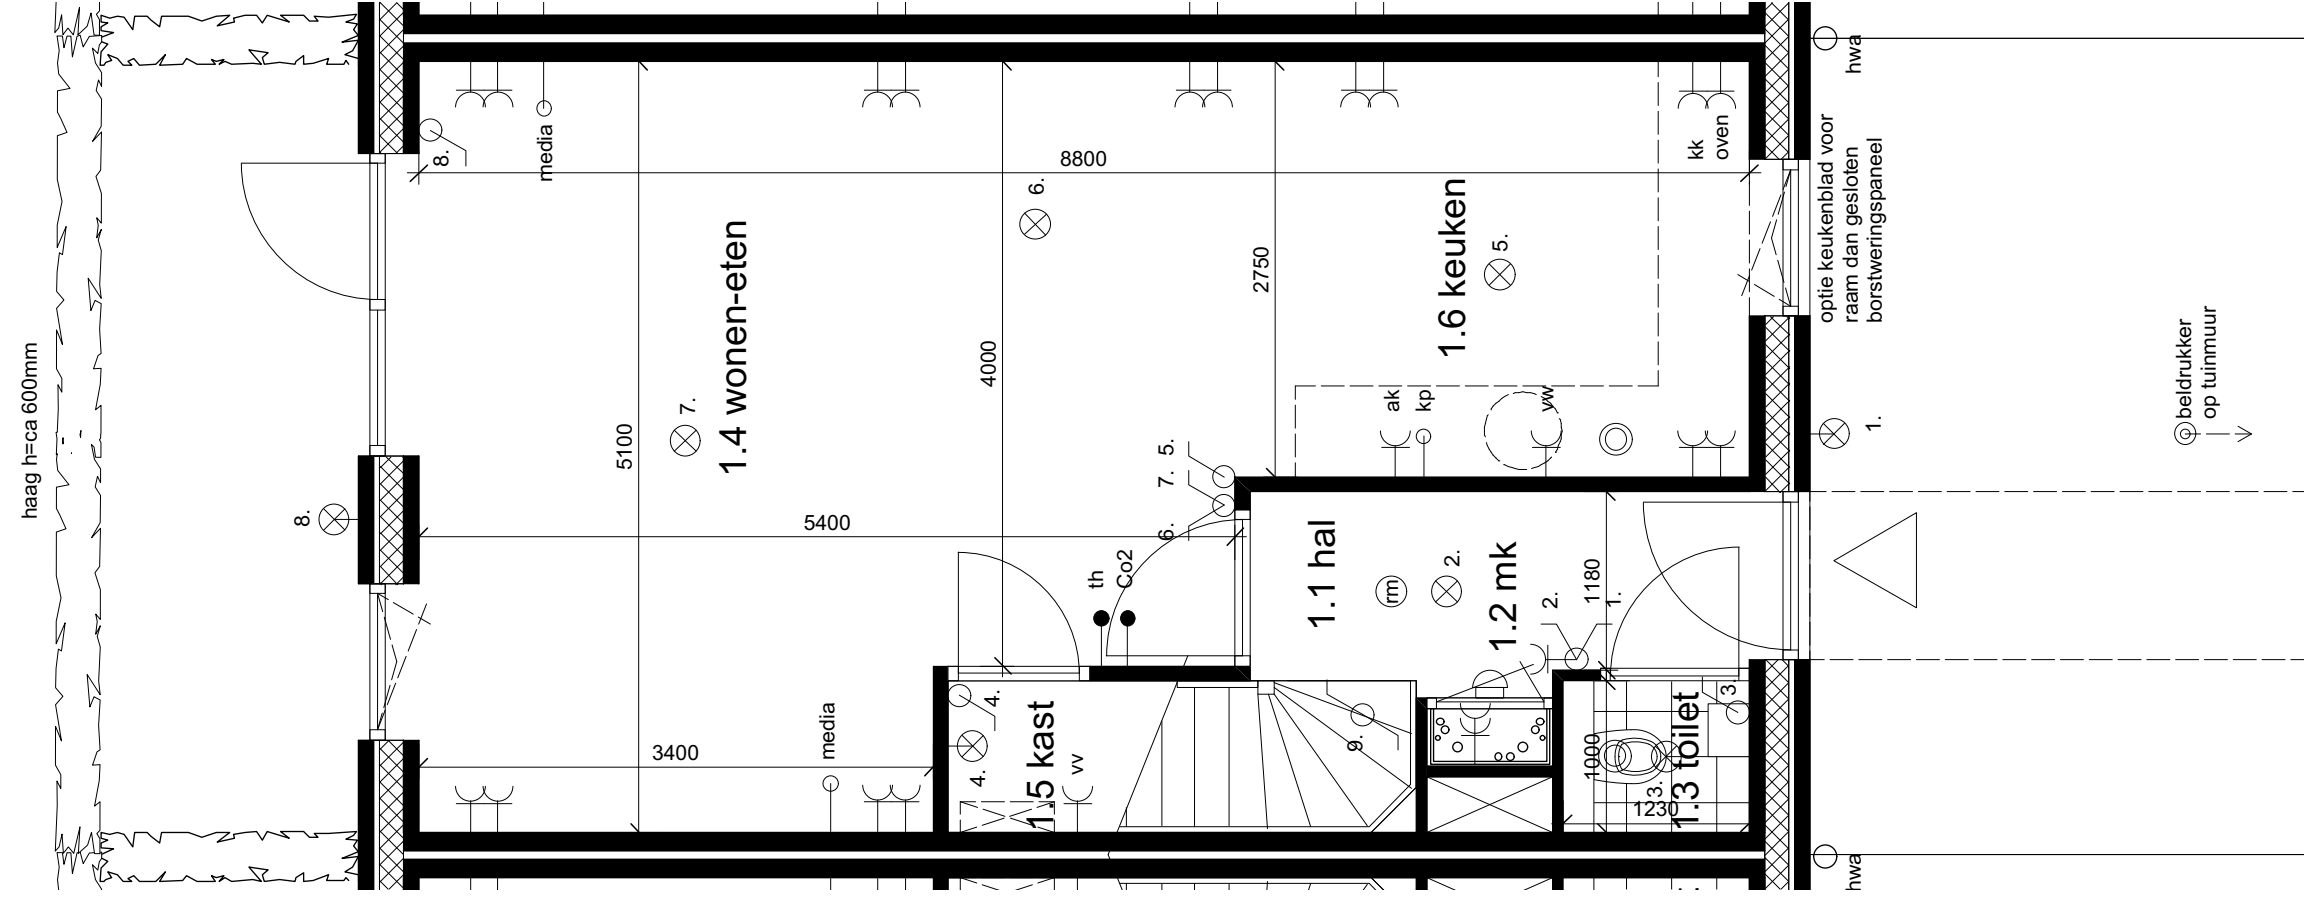 haag h=ca 600mm
8.
8.
media
8800
6.
7.
1.4 wonen-eten
5100
4000
2750
1.6 keuken
5.
kk
oven
ak
kp
vw
5.
7.
6.
5400
th
Co2
3400
media
4.
4.
1.5 kast
vv
1.1 hal
rm
2.
1.2 mk
2.
1.
1180
9.
1000
3.
3.
1.3 toilet
1230
hwa
optie keukenblad voor
raam dan gesloten
borstweringspaneel
1.
beldrukker
op tuinmuur
hwa